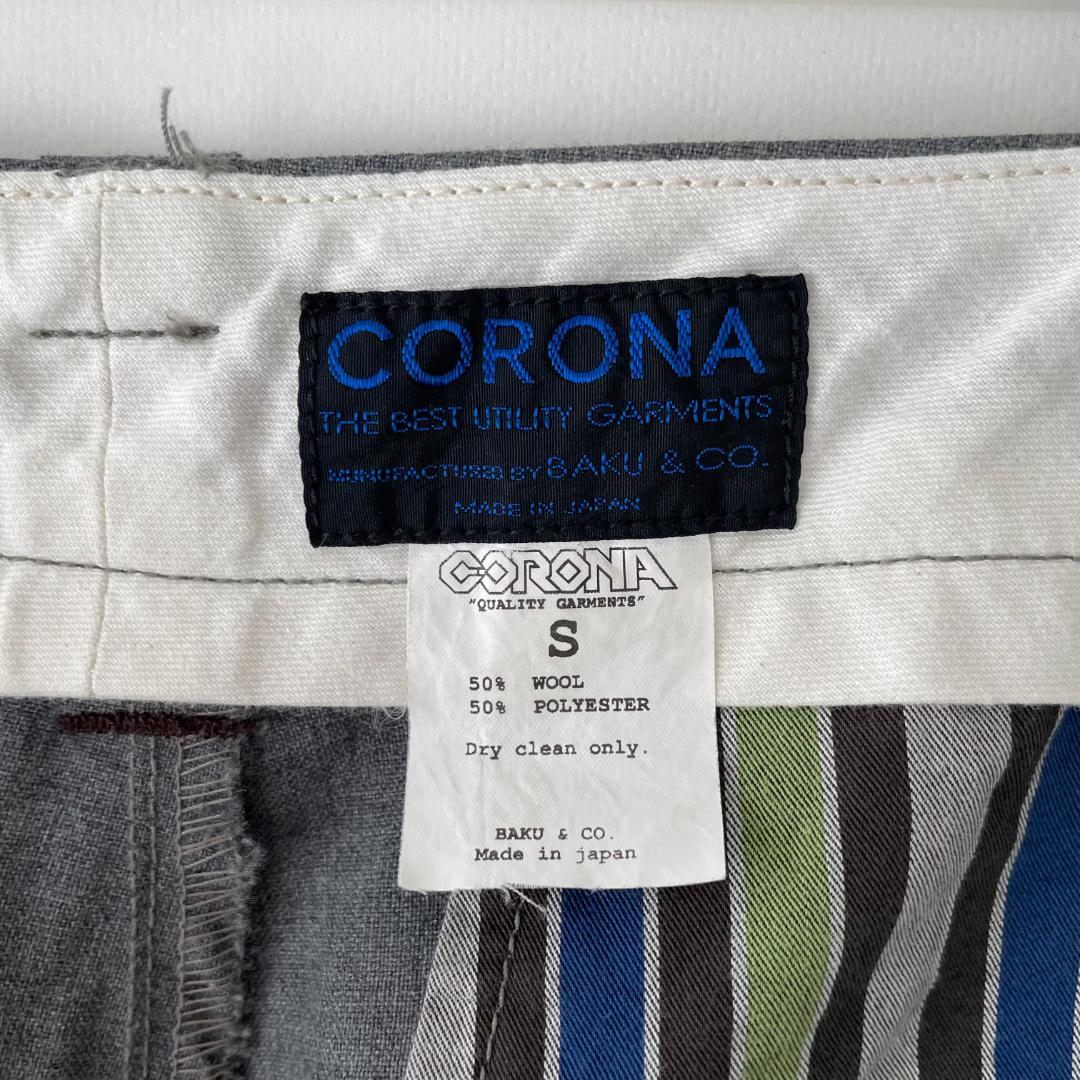 CORONA
THE BEST UTILITY GARMENTS
MUNUFACTURED BY BAKU & CO.
MADE IN JAPAN
CORONA
"QUALITY GARMENTS"
S
50% WOOL
50% POLYESTER
Dry clean only.
BAKU & CO.
Made in japan